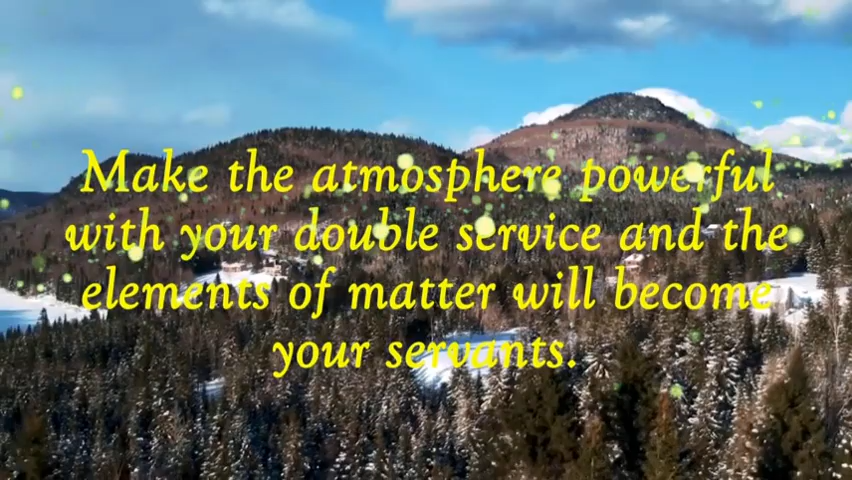 Make the atmosphere powerful
with your double service and the
elements of matter will become
your servants.